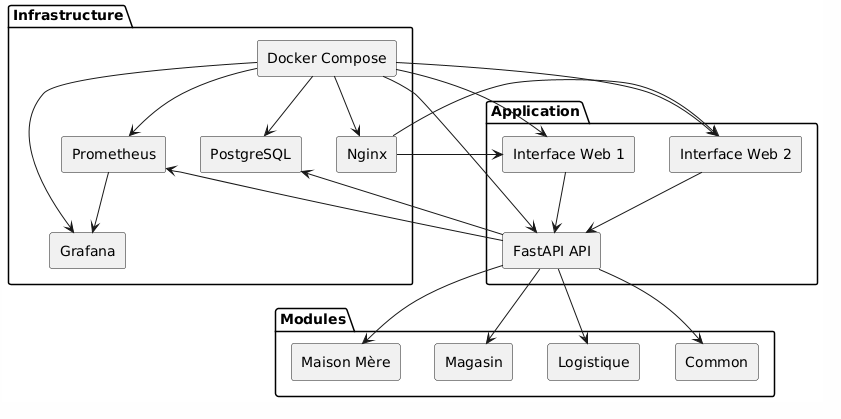 Infrastructure
Docker Compose
Application
Prometheus
PostgreSQL
Nginx
Interface Web 1
Interface Web 2
Grafana
FastAPI API
Modules
Maison Mère
Magasin
Logistique
Common